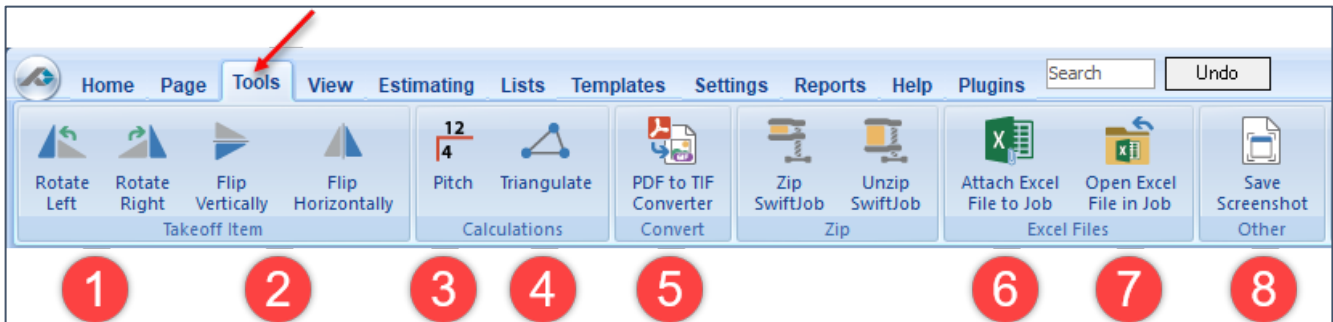 Home Page Tools View Estimating Lists Templates Settings Reports Help Plugins Search Undo
Rotate Left
Rotate Right
Flip Vertically
Flip Horizontally
12
4
Pitch
Triangulate
PDF to TIF Converter
Zip SwiftJob
Unzip SwiftJob
Attach Excel File to Job
Open Excel File in Job
Save Screenshot
Takeoff Item
Calculations
Convert
Zip
Excel Files
Other
1 2 3 4 5 6 7 8